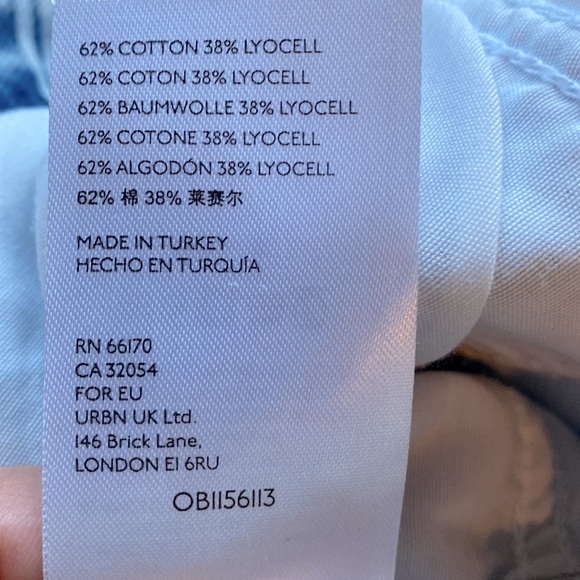 62% COTTON 38% LYOCELL
62% COTON 38% LYOCELL
62% BAUMWOLLE 38% LYOCELL
62% COTONE 38% LYOCELL
62% ALGODÓN 38% LYOCELL
62% 棉 38% 莱赛尔
MADE IN TURKEY
HECHO EN TURQUÍA
RN 66170
CA 32054
FOR EU
URBN UK Ltd.
146 Brick Lane,
LONDON E1 6RU
OB1156113